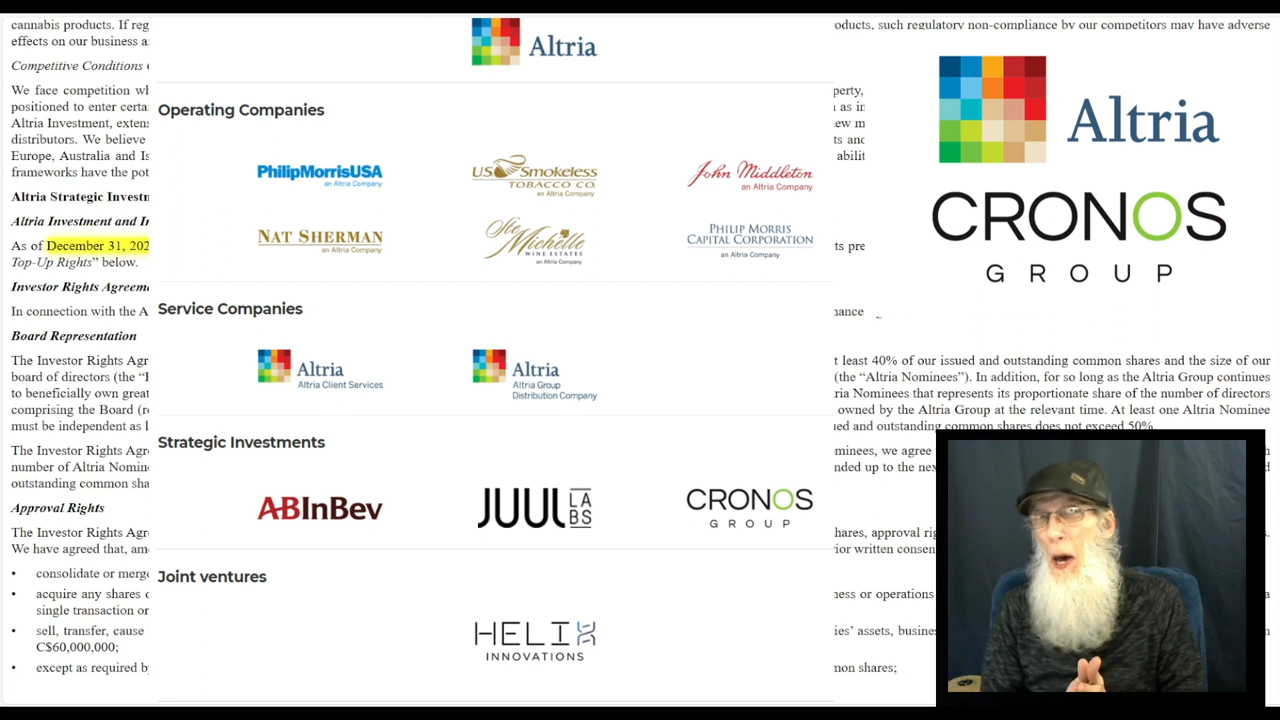 cannabis products. If reg
effects on our business a
Competitive Conditions
We face competition wh
positioned to enter certa
Altria Investment, exten
distributors. We believe
Europe, Australia and Is
frameworks have the pot
Altria Strategic Investn
Altria Investment and In
As of December 31, 202
Top-Up Rights” below.
Investor Rights Agreeme
In connection with the A
Board Representation
The Investor Rights Agr
board of directors (the “B
to beneficially own great
comprising the Board (r
must be independent as l
The Investor Rights Agr
number of Altria Nomin
outstanding common sha
Approval Rights
The Investor Rights Agr
We have agreed that, am
• consolidate or merg
• acquire any shares o
single transaction or
• sell, transfer, cause
C$60,000,000;
• except as required by
Altria
Operating Companies
PhilipMorrisUSA
an Altria Company
US Smokeless
TOBACCO CO.
an Altria Company
John Middleton
an Altria Company
NAT SHERMAN
an Altria Company
Ste Michelle
WINE ESTATES
an Altria Company
PHILIP MORRIS
CAPITAL CORPORATION
an Altria Company
Service Companies
Altria
Altria Client Services
Altria
Altria Group
Distribution Company
Strategic Investments
ABInBev
JUUL LABS
CRONOS
GROUP
Joint ventures
HELIX
INNOVATIONS
oducts, such regulatory non-compliance by our competitors may have adverse
perty,
n as in
new m
ts and
abilit
ts pre
nance
Altria
CRONOS
GROUP
t least 40% of our issued and outstanding common shares and the size of our
(the “Altria Nominees”). In addition, for so long as the Altria Group continues
ria Nominees that represents its proportionate share of the number of directors
owned by the Altria Group at the relevant time. At least one Altria Nominee
ued and outstanding common shares does not exceed 50%.
minees, we agree
nded up to the nex
hares, approval rig
ior written consen
ness or operations
ies’ assets, busine
non shares;